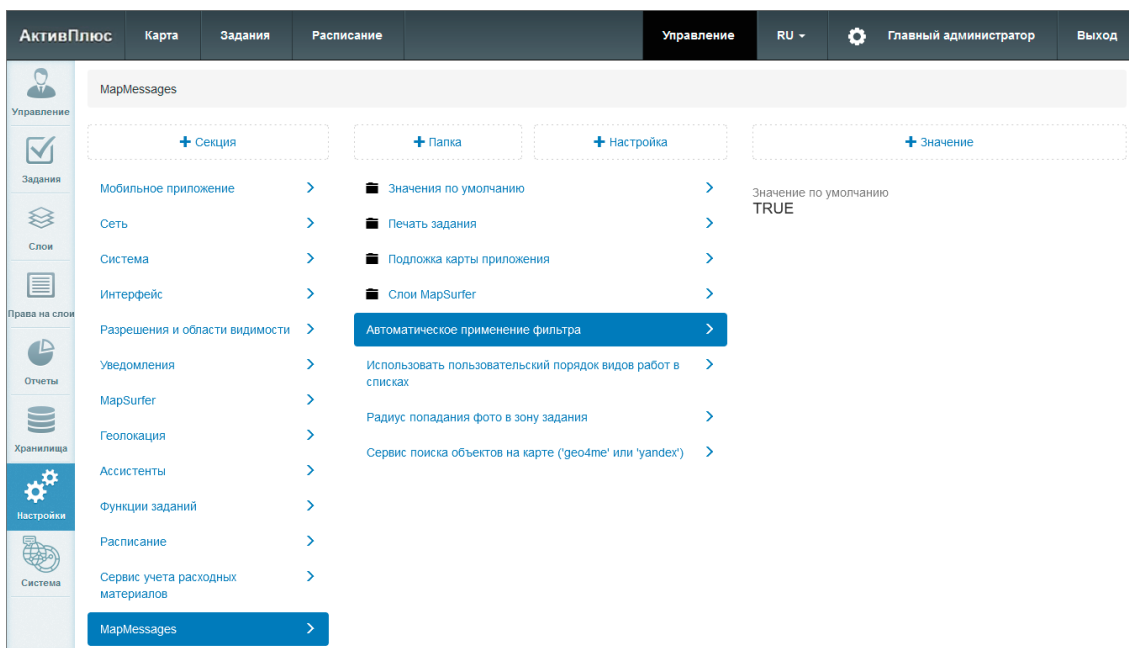 АктивПлюс
Карта
Задания
Расписание
Управление
RU
Главный администратор
Выход
Управление
Задания
Слои
Права на слои
Отчеты
Хранилища
Настройки
Система
MapMessages
+ Секция
Мобильное приложение
Сеть
Система
Интерфейс
Разрешения и области видимости
Уведомления
MapSurfer
Геолокация
Ассистенты
Функции заданий
Расписание
Сервис учета расходных
материалов
MapMessages
+ Папка
+ Настройка
Значения по умолчанию
Печать задания
Подложка карты приложения
Слои MapSurfer
Автоматическое применение фильтра
Использовать пользовательский порядок видов работ в
списках
Радиус попадания фото в зону задания
Сервис поиска объектов на карте ('geo4me' или 'yandex')
+ Значение
Значение по умолчанию
TRUE